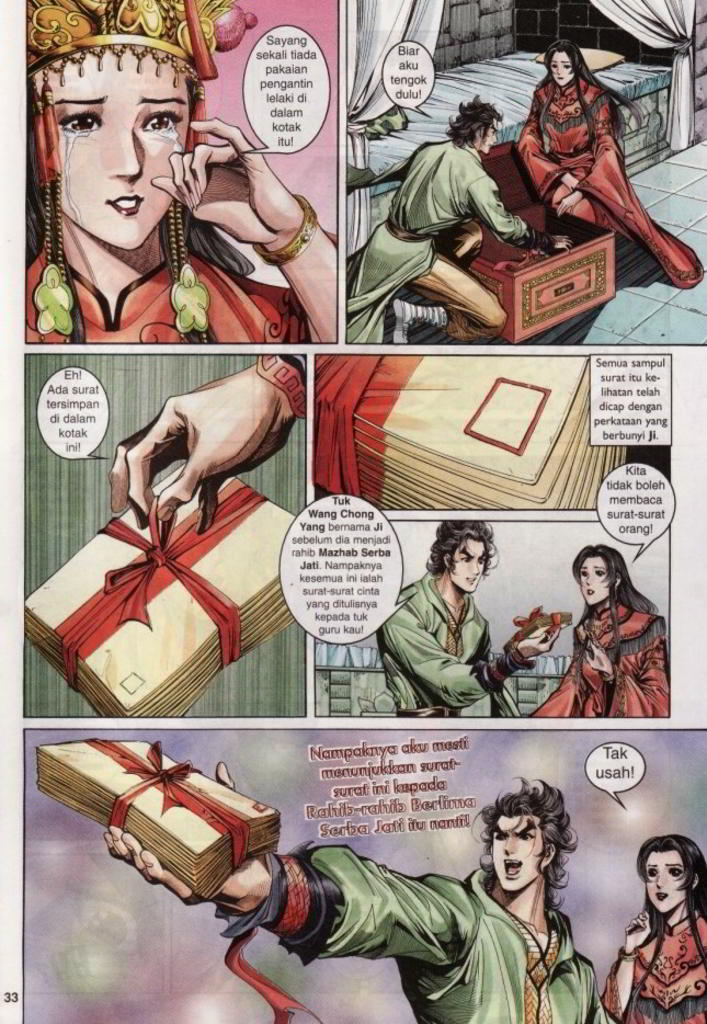 Sayang
sekali tiada
pakaian
pengantin
lelaki di
dalam
kotak
itu!
Biar
aku
tengok
dulu!
Eh!
Ada surat
tersimpan
di dalam
kotak
ini!
Semua sampul
surat itu ke-
lihatan telah
dicap dengan
perkataan yang
berbunyi Ji.
Kita
tidak boleh
membaca
surat-surat
orang!
Tuk
Wang Chong
Yang bernama Ji
sebelum dia menjadi
rahib Mazhab Serba
Jati. Nampaknya
kesemua ini ialah
surat-surat cinta
yang ditulisnya
kepada tuk
guru kau!
Nampaknya aku mesti
menunjukkan surat-
surat ini kepada
Rahib-rahib Berlima
Serba Jati itu nanti!
Tak
usah!
33